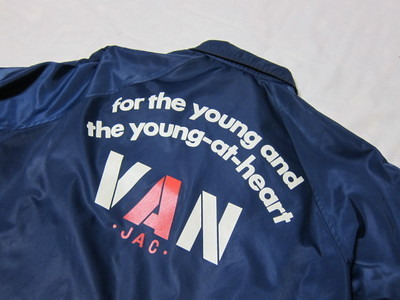 for the young and
the young-at-heart
VAN
·JAC·